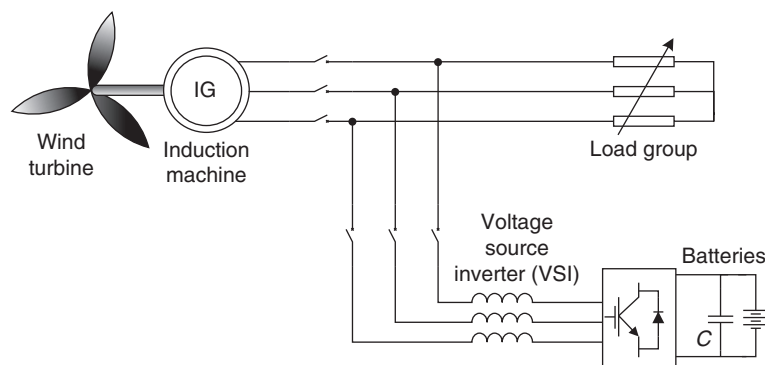 IG
Wind
turbine
Induction
machine
Load group
Voltage
source
inverter (VSI)
Batteries
C